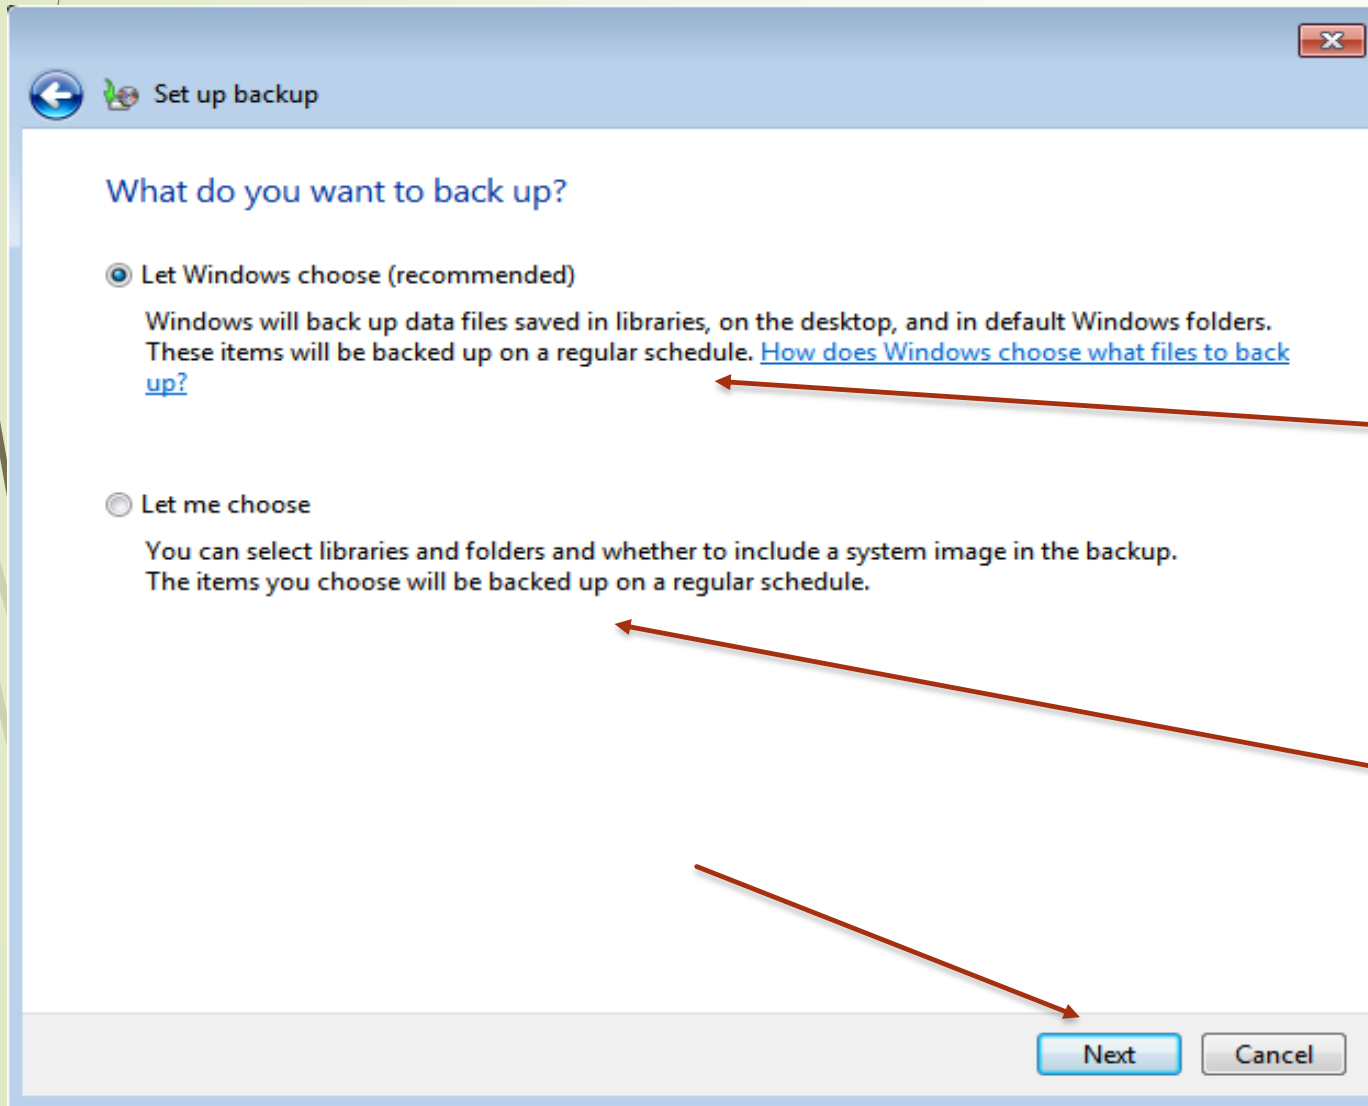 Set up backup
What do you want to back up?
Let Windows choose (recommended)
Windows will back up data files saved in libraries, on the desktop, and in default Windows folders.
These items will be backed up on a regular schedule. How does Windows choose what files to back
up?
Let me choose
You can select libraries and folders and whether to include a system image in the backup.
The items you choose will be backed up on a regular schedule.
Next Cancel